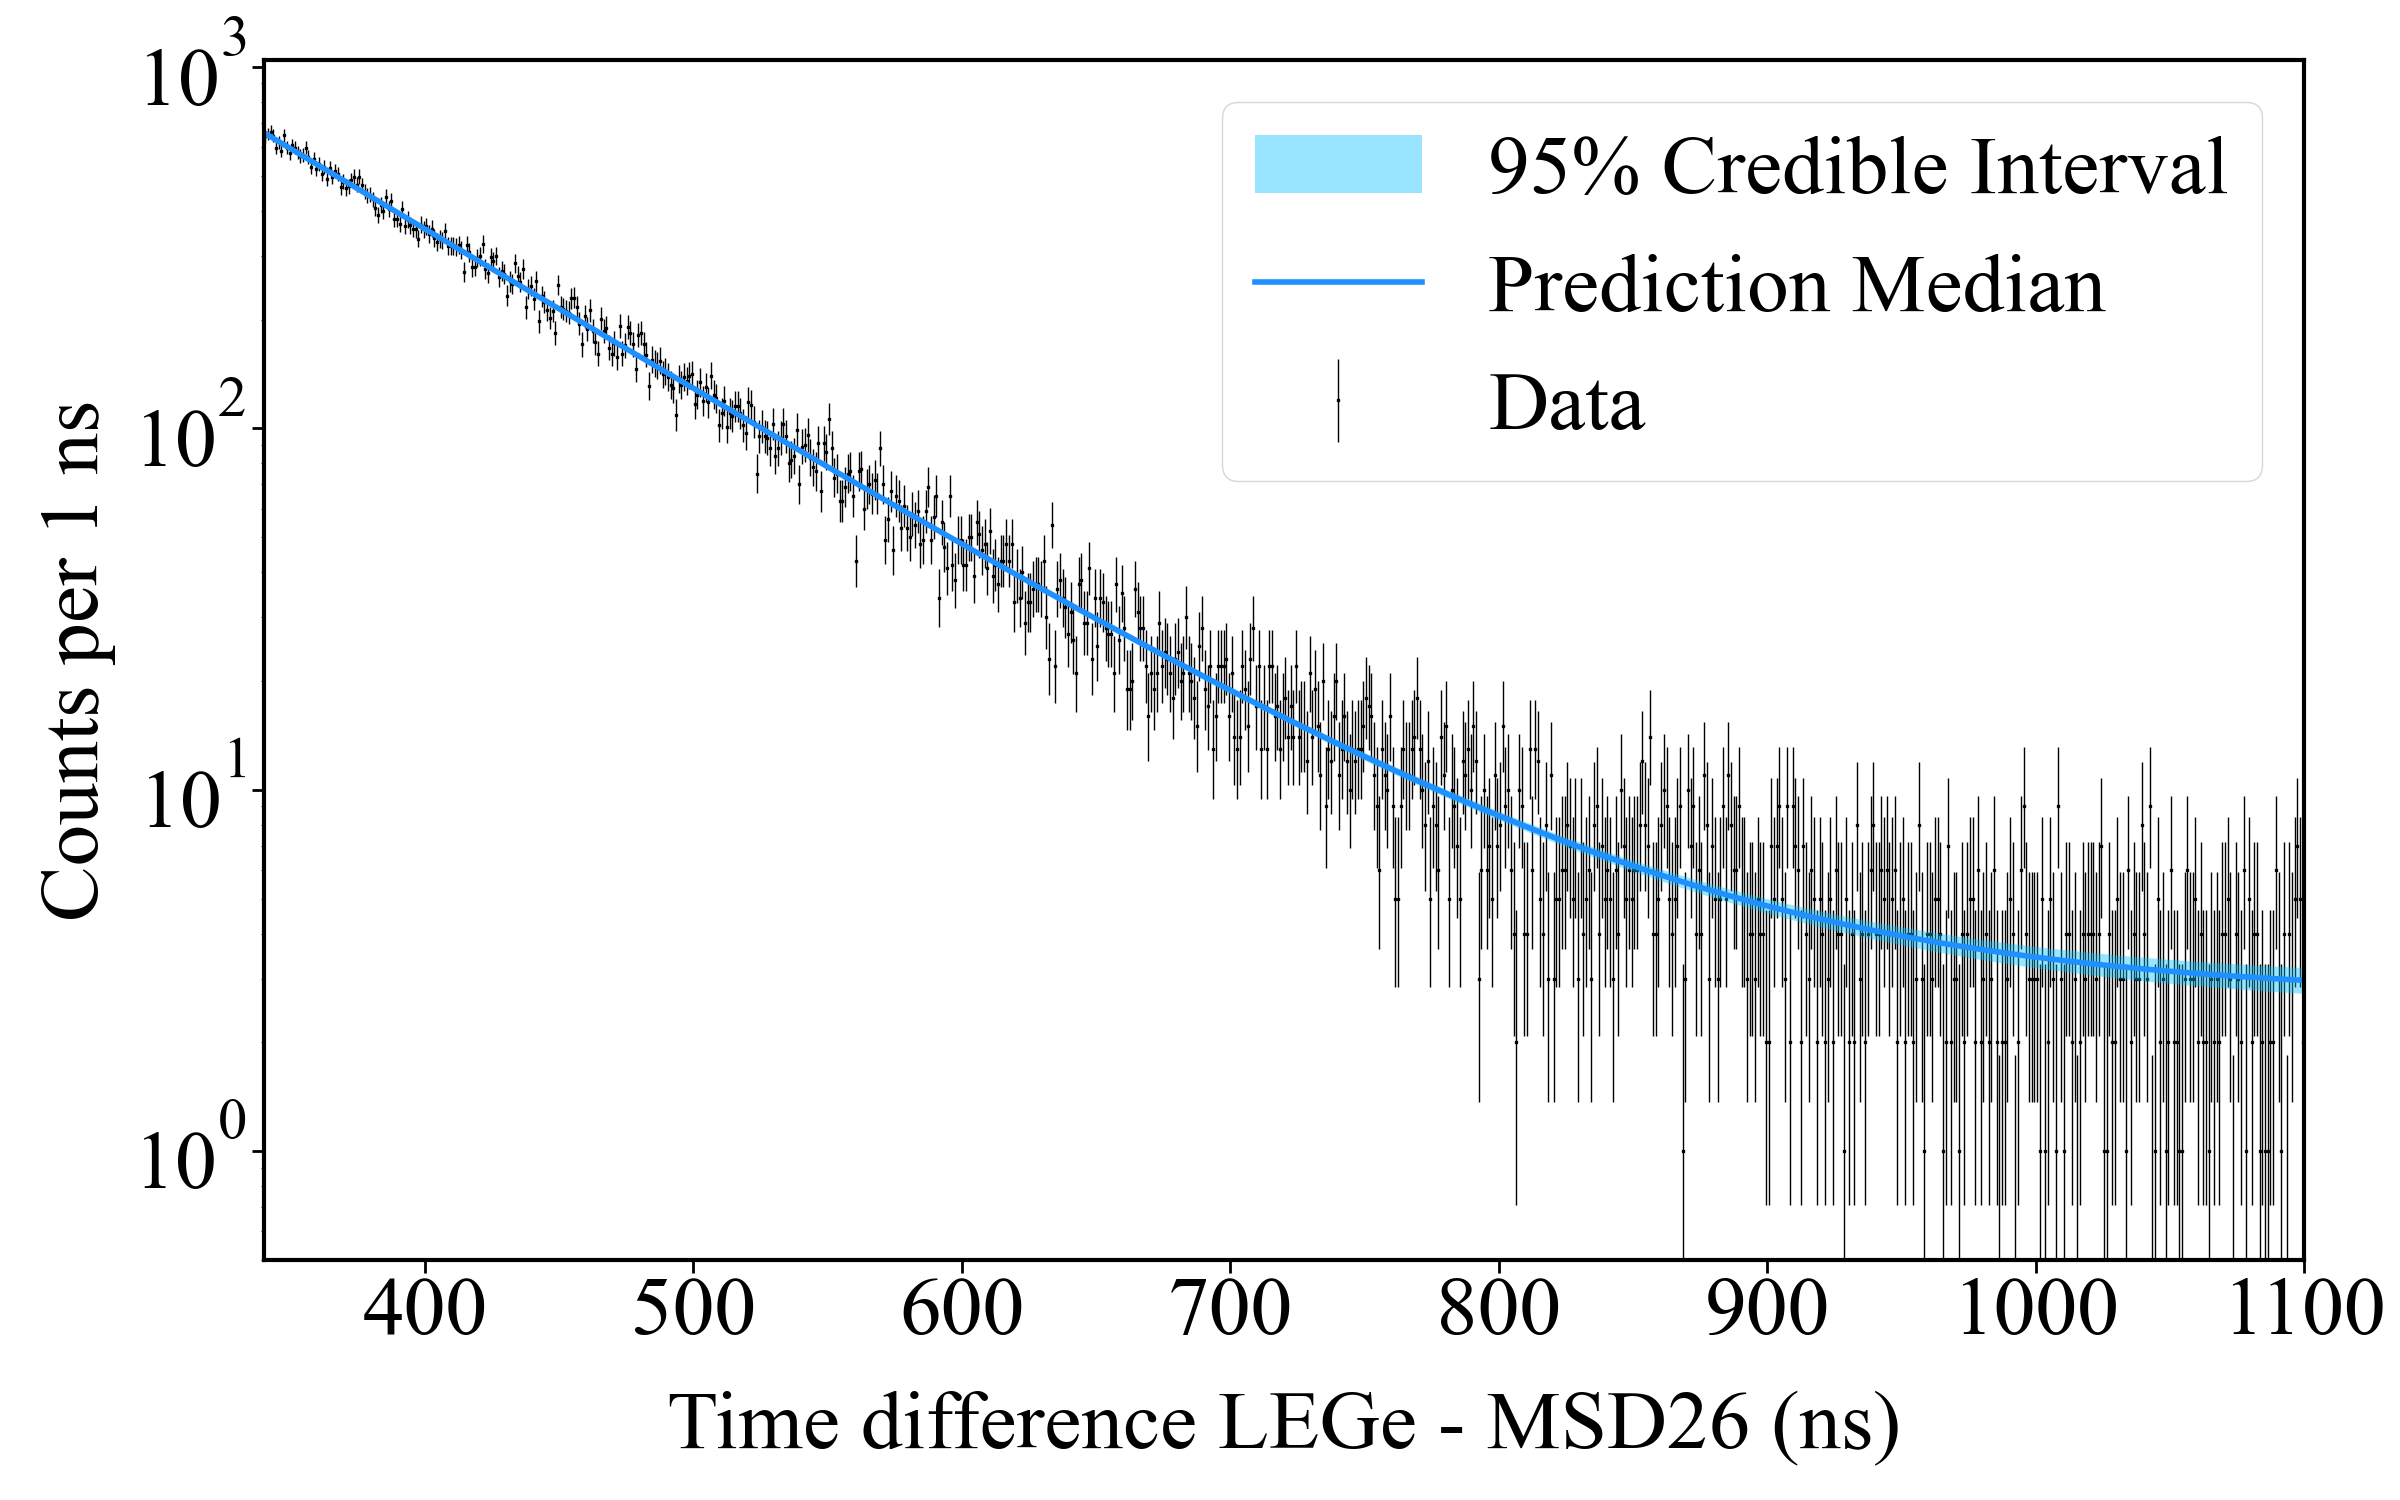 10^3
10^2
10^1
10^0
Counts per 1 ns
95% Credible Interval
Prediction Median
Data
400 500 600 700 800 900 1000 1100
Time difference LEGe - MSD26 (ns)